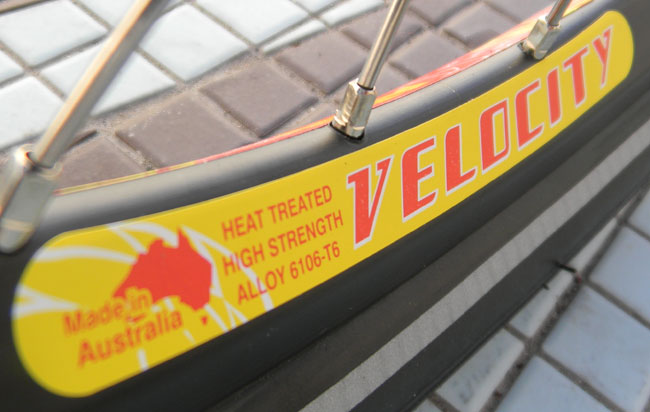 Made in
Australia
HEAT TREATED
HIGH STRENGTH
ALLOY 6106-T6
VELOCITY